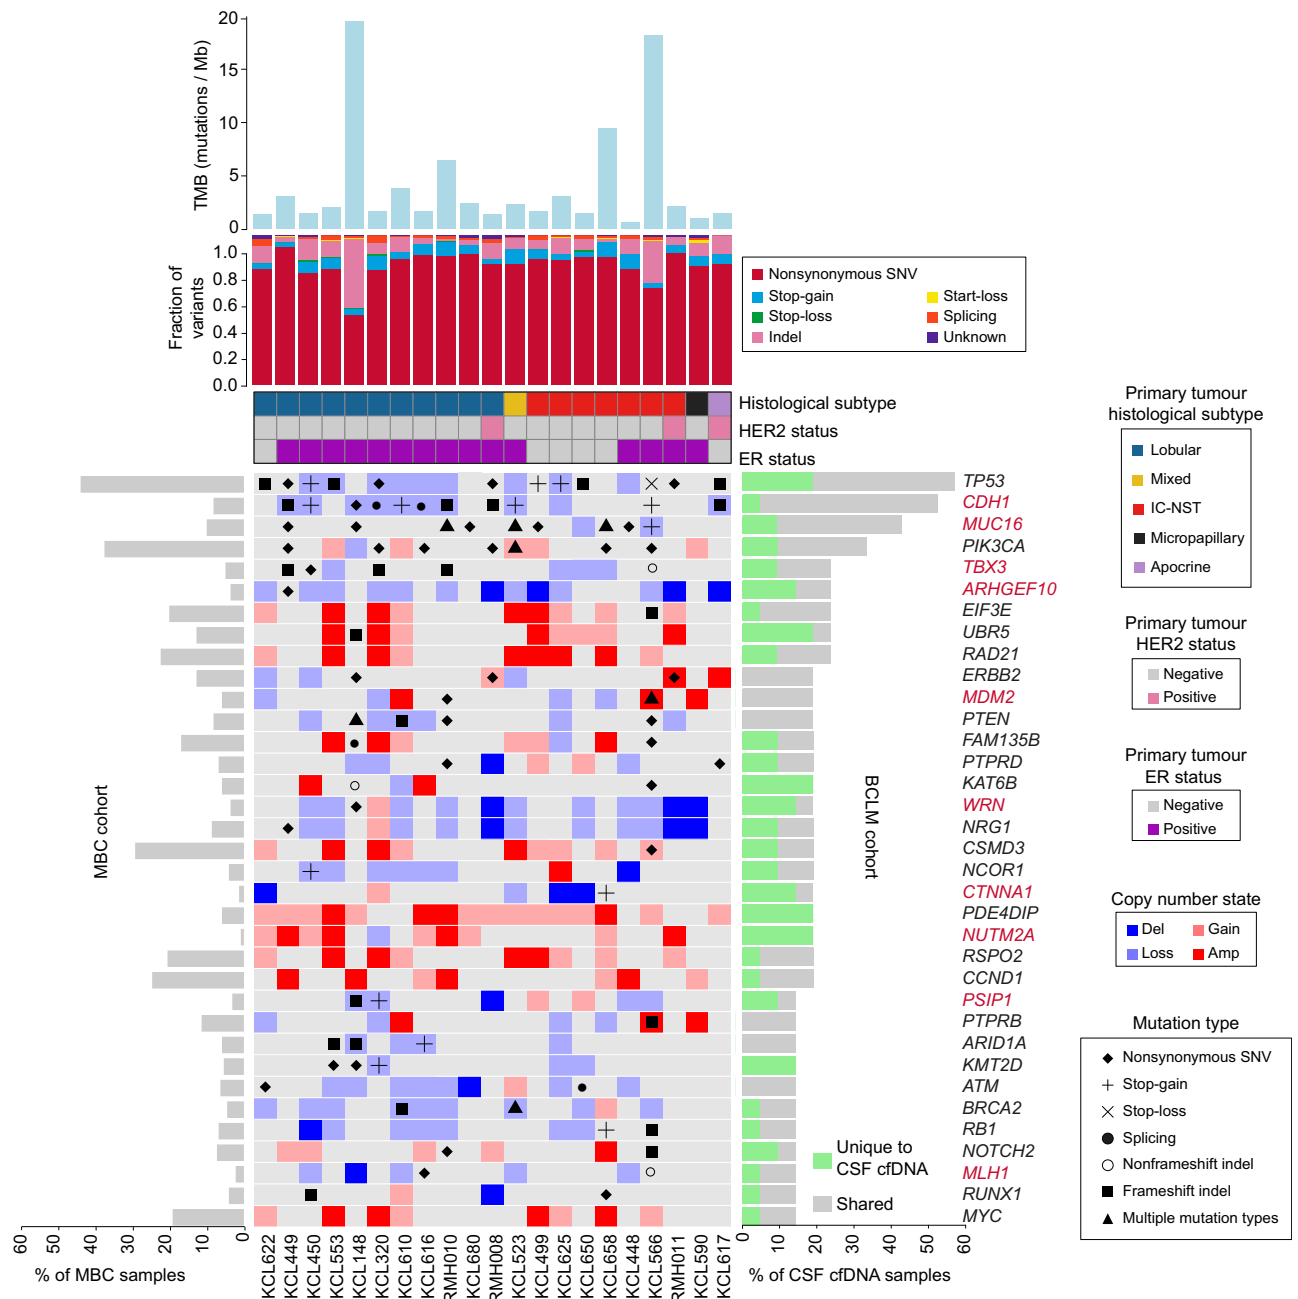 20
15
10
5
0
TMB (mutations / Mb)
1.0
0.8
0.6
0.4
0.2
0.0
Fraction of
variants
Nonsynonymous SNV
Stop-gain
Stop-loss
Indel
Start-loss
Splicing
Unknown
Histological subtype
HER2 status
ER status
Primary tumour
histological subtype
Lobular
Mixed
IC-NST
Micropapillary
Apocrine
Primary tumour
HER2 status
Negative
Positive
Primary tumour
ER status
Negative
Positive
Copy number state
Del
Gain
Loss
Amp
Mutation type
Nonsynonymous SNV
Stop-gain
Stop-loss
Splicing
Nonframeshift indel
Frameshift indel
Multiple mutation types
TP53
CDH1
MUC16
PIK3CA
TBX3
ARHGEF10
EIF3E
UBR5
RAD21
ERBB2
MDM2
PTEN
FAM135B
PTPRD
KAT6B
WRN
NRG1
CSMD3
NCOR1
CTNNA1
PDE4DIP
NUTM2A
RSPO2
CCND1
PSIP1
PTPRB
ARID1A
KMT2D
ATM
BRCA2
RB1
NOTCH2
MLH1
RUNX1
MYC
MBC cohort
BCLM cohort
Unique to
CSF cfDNA
Shared
60
50
40
30
20
10
0
% of MBC samples
KCL622
KCL449
KCL450
KCL553
KCL148
KCL320
KCL610
KCL616
RMH010
KCL680
RMH008
KCL523
KCL499
KCL625
KCL650
KCL658
KCL448
KCL566
RMH011
KCL590
KCL617
0
10
20
30
40
50
60
% of CSF cfDNA samples